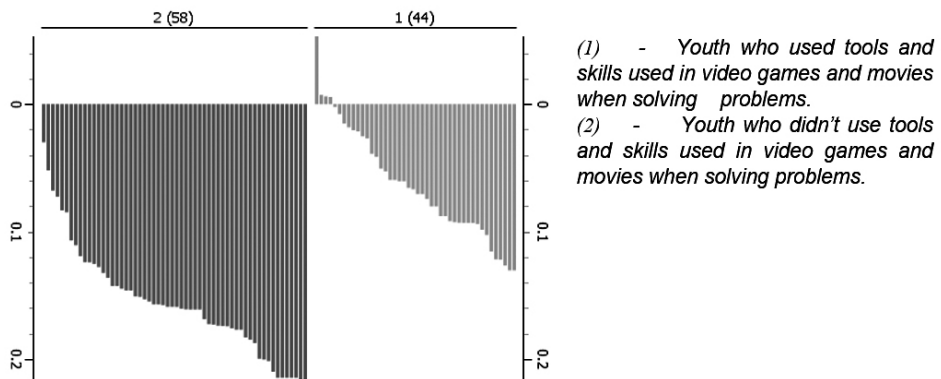 2 (58) 1 (44)
0 0
0.1 0.1
0.2 0.2
(1) - Youth who used tools and
skills used in video games and movies
when solving problems.
(2) - Youth who didn’t use tools
and skills used in video games and
movies when solving problems.